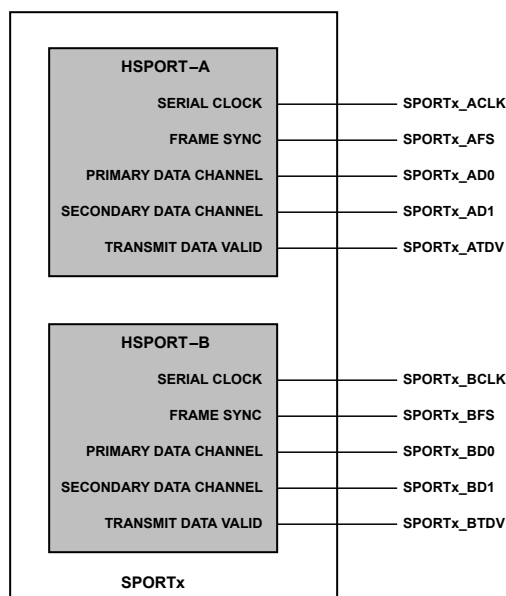 HSPORT–A
SERIAL CLOCK SPORTx_ACLK
FRAME SYNC SPORTx_AFS
PRIMARY DATA CHANNEL SPORTx_AD0
SECONDARY DATA CHANNEL SPORTx_AD1
TRANSMIT DATA VALID SPORTx_ATDV
HSPORT–B
SERIAL CLOCK SPORTx_BCLK
FRAME SYNC SPORTx_BFS
PRIMARY DATA CHANNEL SPORTx_BD0
SECONDARY DATA CHANNEL SPORTx_BD1
TRANSMIT DATA VALID SPORTx_BTDV
SPORTx